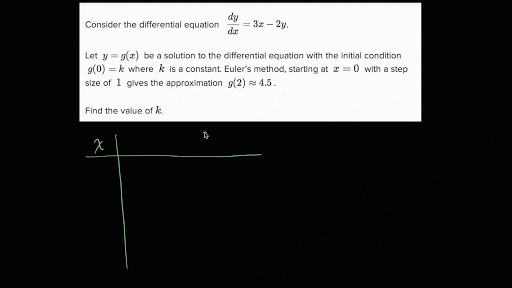 Consider the differential equation dy/dx = 3x − 2y.
Let y = g(x) be a solution to the differential equation with the initial condition
g(0) = k where k is a constant. Euler's method, starting at x = 0 with a step
size of 1 gives the approximation g(2) ≈ 4.5.
Find the value of k.
x